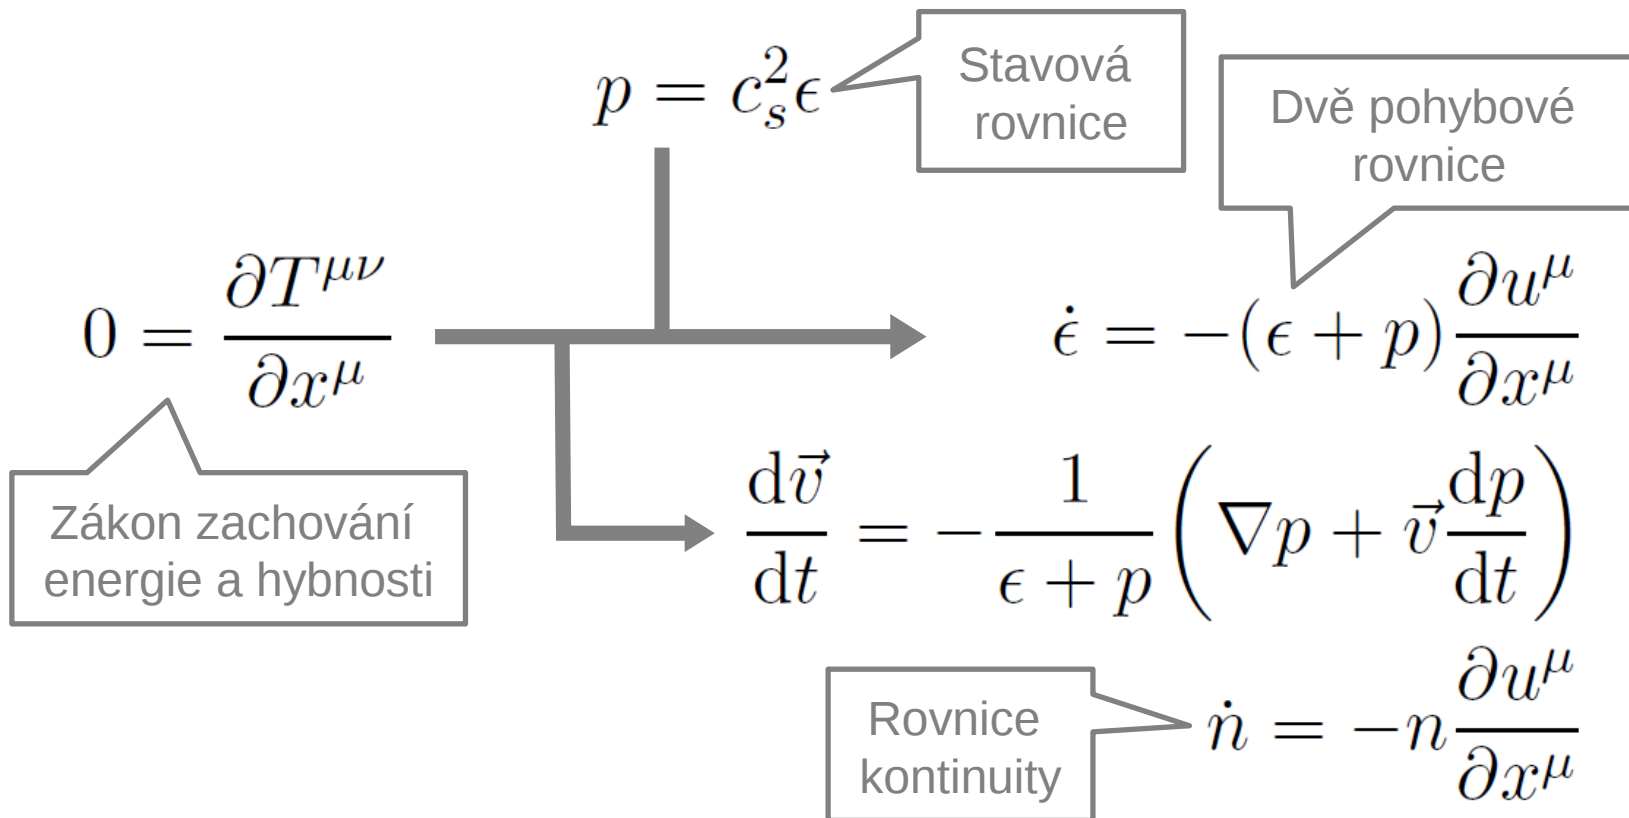 p = c_s^2 ϵ
Stavová
rovnice
Dvě pohybové
rovnice
0 = ∂T^{μν} / ∂x^μ
ϵ̇ = −(ϵ + p) ∂u^μ / ∂x^μ
Zákon zachování
energie a hybnosti
dv⃗ / dt = − 1 / (ϵ + p) (∇p + v⃗ dp / dt)
Rovnice
kontinuity
ṅ = −n ∂u^μ / ∂x^μ